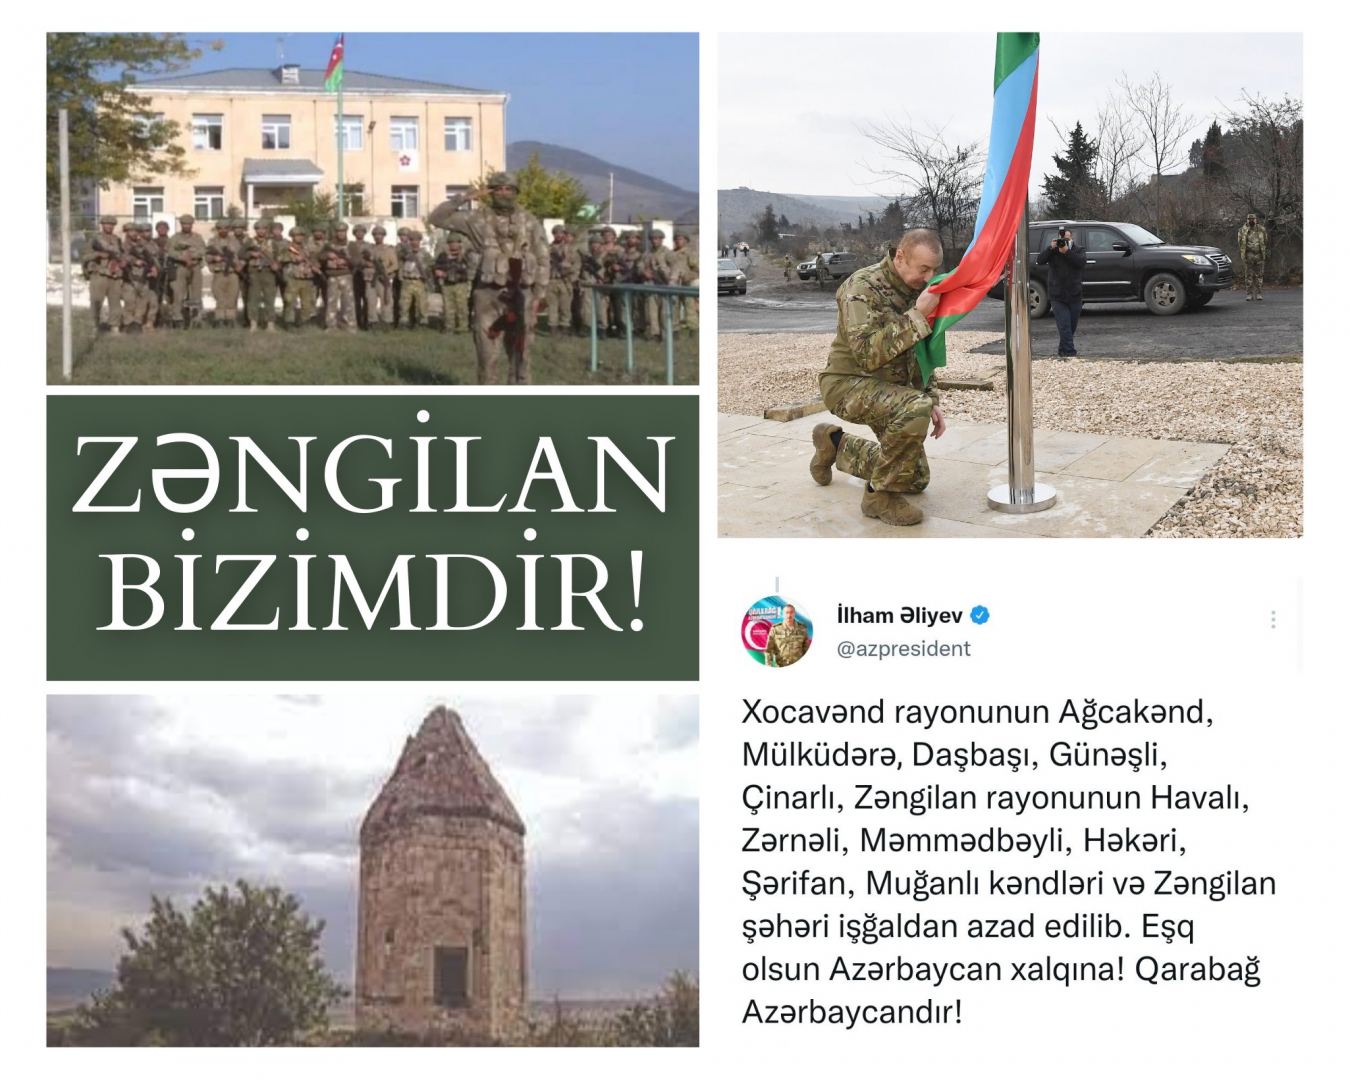 ZƏNGİLAN
BİZİMDİR!
İlham Əliyev
@azpresident
Xocavənd rayonunun Ağcakənd,
Mülküdərə, Daşbaşı, Günəşli,
Çinarlı, Zəngilan rayonunun Havalı,
Zərnəli, Məmmədbəyli, Həkəri,
Şərifan, Muğanlı kəndləri və Zəngilan
şəhəri işğaldan azad edilib. Eşq
olsun Azərbaycan xalqına! Qarabağ
Azərbaycandır!